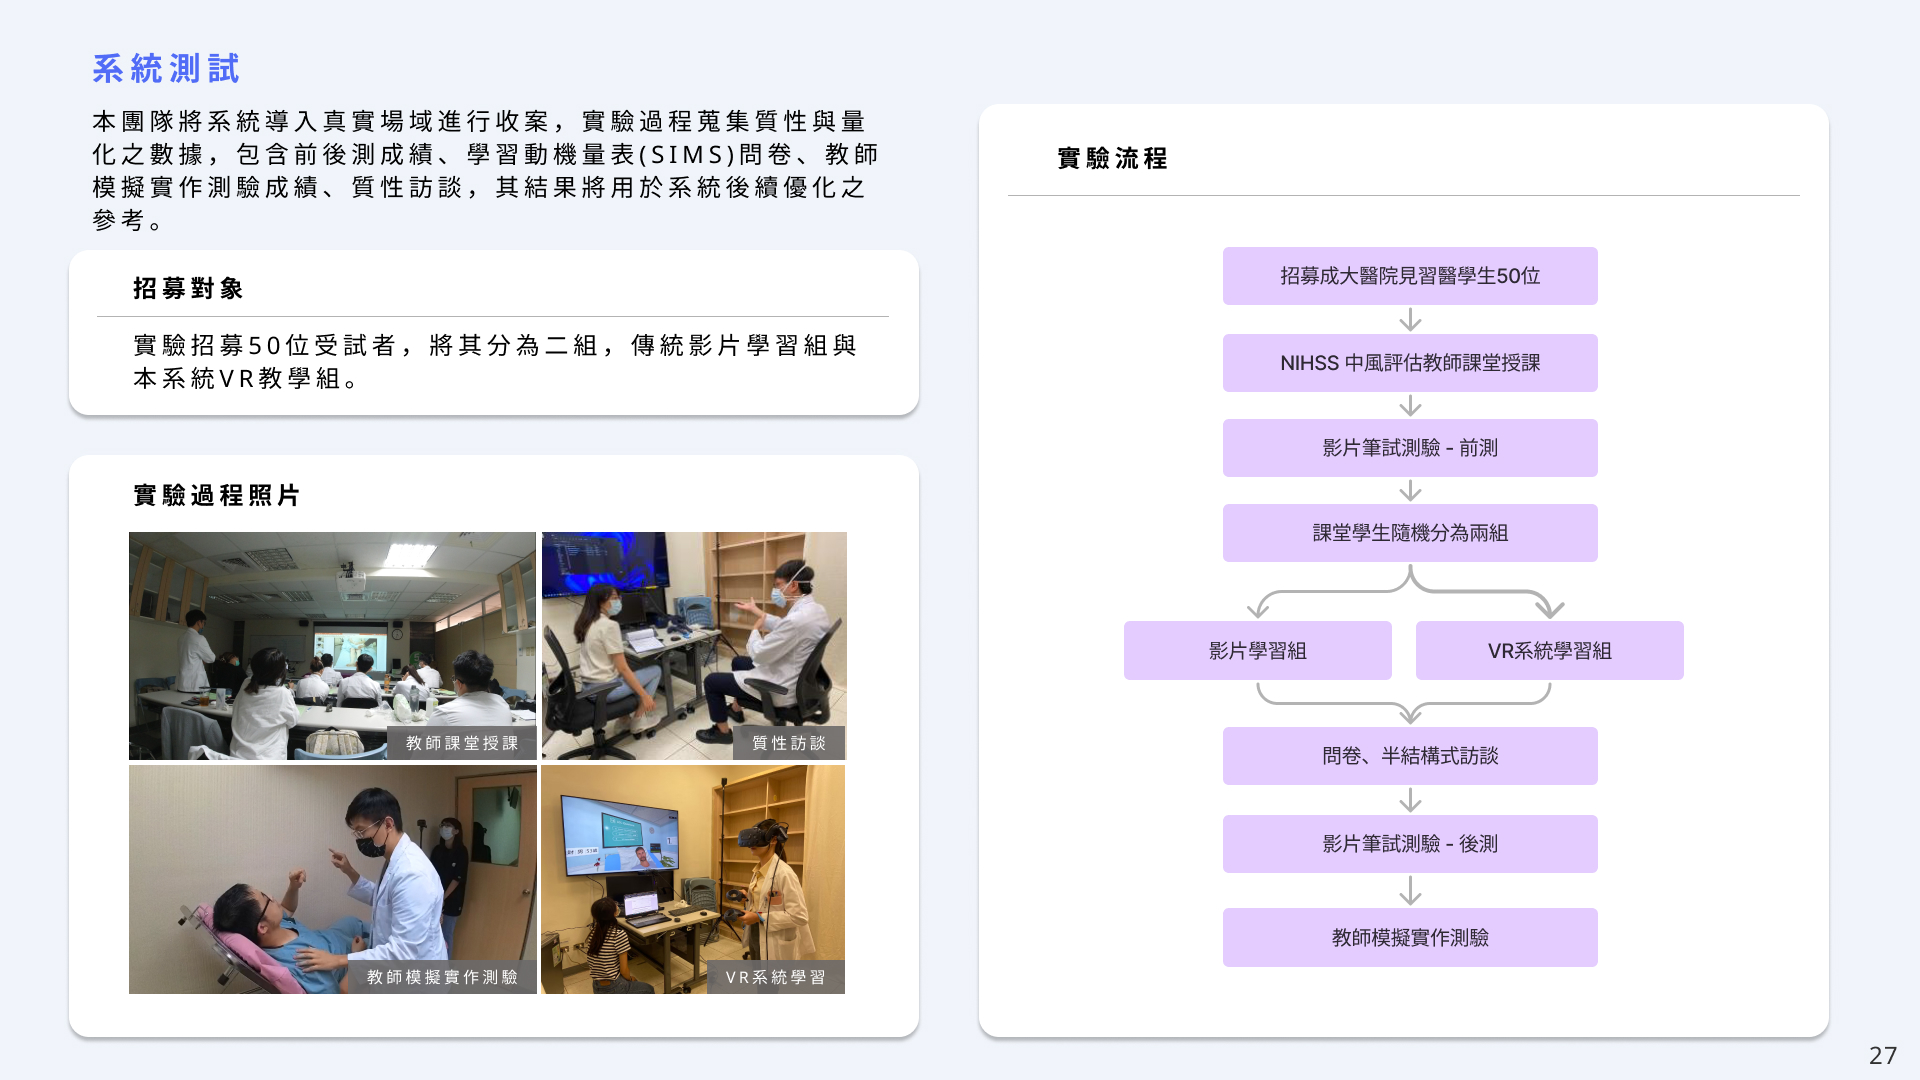 系統測試
本團隊將系統導入真實場域進行收案，實驗過程蒐集質性與量
化之數據，包含前後測成績、學習動機量表(SIMS)問卷、教師
模擬實作測驗成績、質性訪談，其結果將用於系統後續優化之
參考。
招募對象
實驗招募50位受試者，將其分為二組，傳統影片學習組與
本系統VR教學組。
實驗過程照片
教師課堂授課
質性訪談
教師模擬實作測驗
VR系統學習
實驗流程
招募成大醫院見習醫學生50位
NIHSS 中風評估教師課堂授課
影片筆試測驗 - 前測
課堂學生隨機分為兩組
影片學習組
VR系統學習組
問卷、半結構式訪談
影片筆試測驗 - 後測
教師模擬實作測驗
27